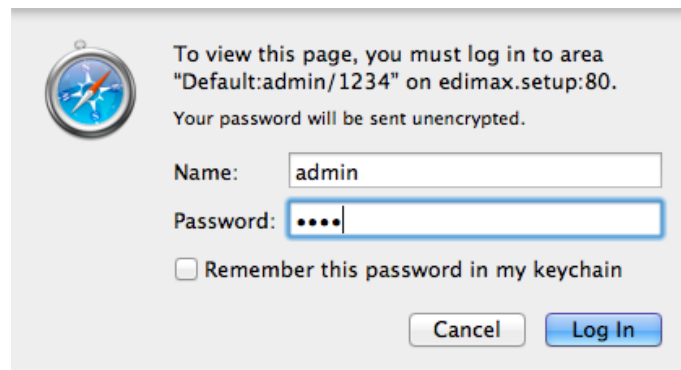 To view this page, you must log in to area
“Default:admin/1234” on edimax.setup:80.
Your password will be sent unencrypted.
Name: admin
Password: ••••
Remember this password in my keychain
Cancel Log In